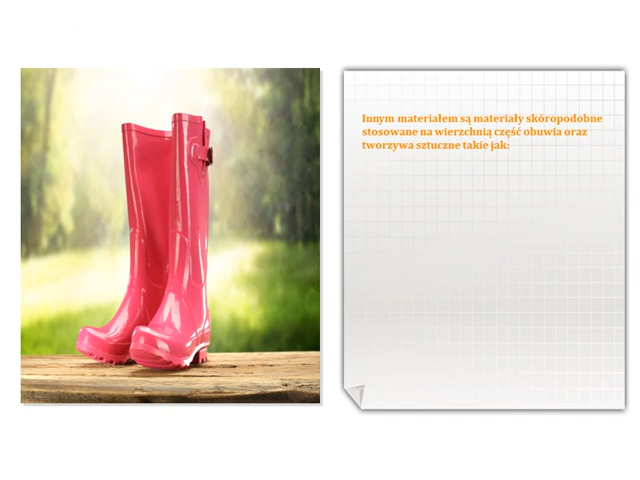 Innym materiałem są materiały skóropodobne
stosowane na wierzchnią część obuwia oraz
tworzywa sztuczne takie jak: